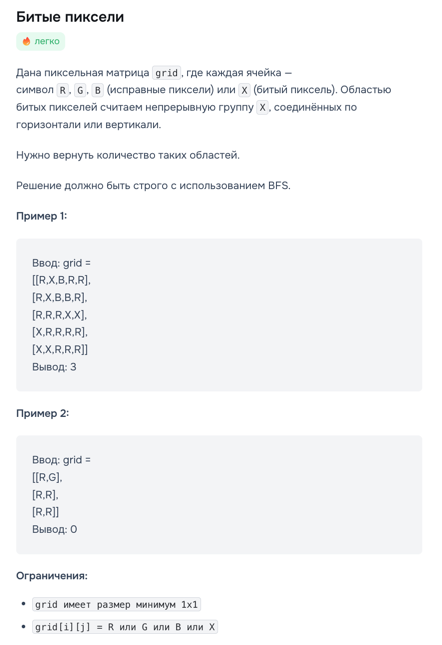 Битые пиксели
🔥 легко
Дана пиксельная матрица grid, где каждая ячейка —
символ R, G, B (исправные пиксели) или X (битый пиксель). Областью
битых пикселей считаем непрерывную группу X, соединённых по
горизонтали или вертикали.
Нужно вернуть количество таких областей.
Решение должно быть строго с использованием BFS.
Пример 1:
Ввод: grid =
[[R,X,B,R,R],
[R,X,B,B,R],
[R,R,R,X,X],
[X,R,R,R,R],
[X,X,R,R,R]]
Вывод: 3
Пример 2:
Ввод: grid =
[[R,G],
[R,R],
[R,R]]
Вывод: 0
Ограничения:
• grid имеет размер минимум 1x1
• grid[i][j] = R или G или B или X